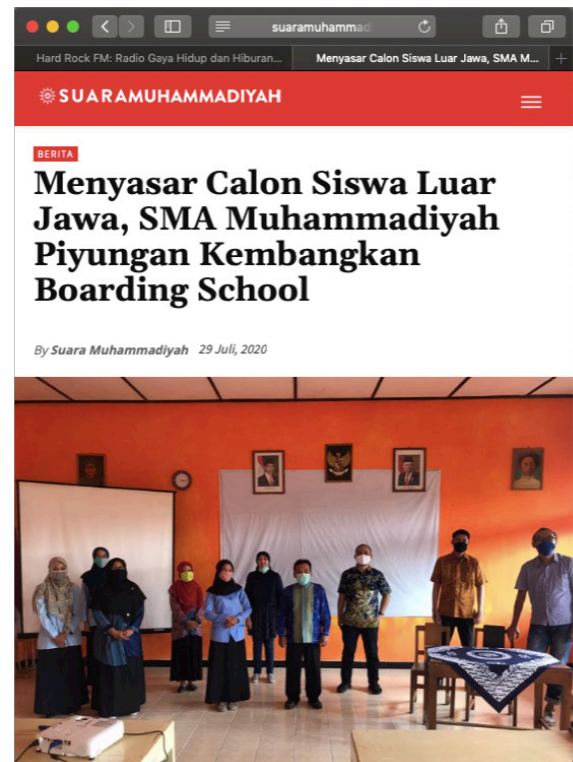 suaramuhammad
Hard Rock FM: Radio Gaya Hidup dan Hiburan...
Menyasar Calon Siswa Luar Jawa, SMA M...
SUARAMUHAMMADIYAH
BERITA
Menyasar Calon Siswa Luar
Jawa, SMA Muhammadiyah
Piyungan Kembangkan
Boarding School
By Suara Muhammadiyah 29 Juli, 2020